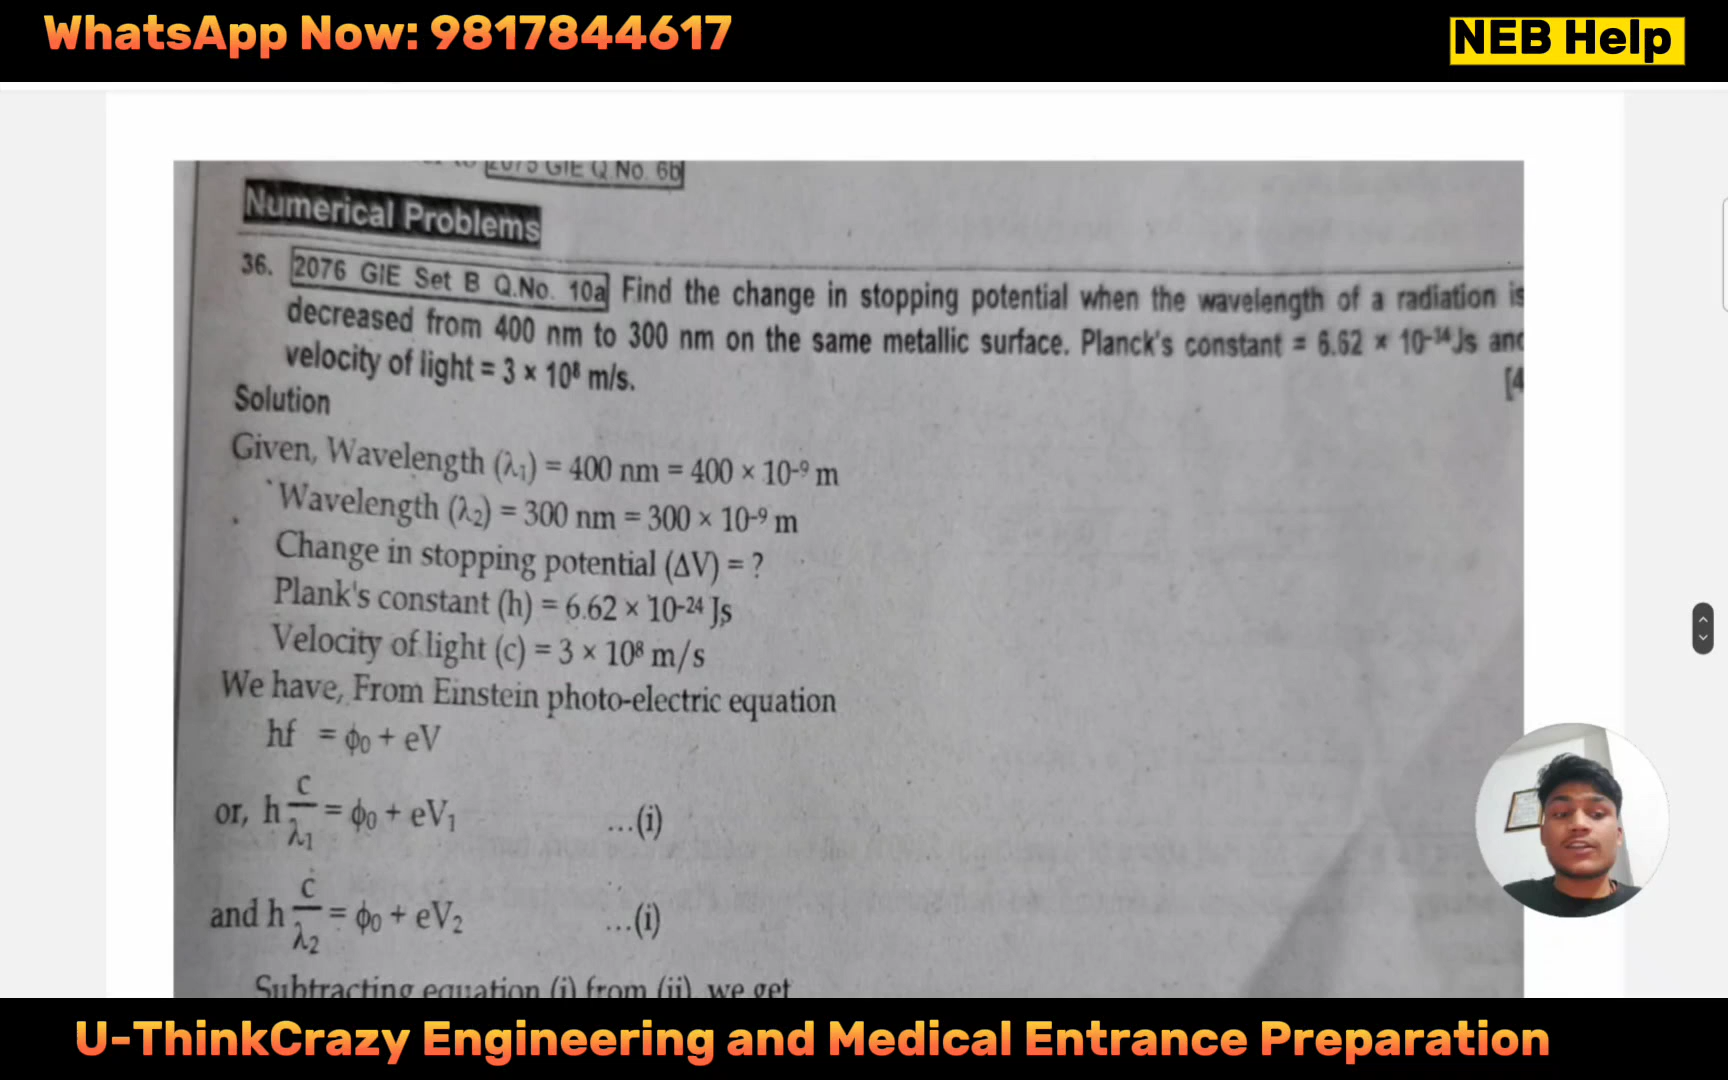 WhatsApp Now: 9817844617
NEB Help
2075 GIE Q.No. 6b
Numerical Problems
36. 2076 GIE Set B Q.No. 10a Find the change in stopping potential when the wavelength of a radiation is
decreased from 400 nm to 300 nm on the same metallic surface. Planck's constant = 6.62 × 10⁻³⁴Js and
velocity of light = 3 × 10⁸ m/s.
[4
Solution
Given, Wavelength (λ₁) = 400 nm = 400 × 10⁻⁹ m
Wavelength (λ₂) = 300 nm = 300 × 10⁻⁹ m
Change in stopping potential (ΔV) = ?
Plank's constant (h) = 6.62 × 10⁻²⁴ Js
Velocity of light (c) = 3 × 10⁸ m/s
We have, From Einstein photo-electric equation
hf = ϕ₀ + eV
or, h c/λ₁ = ϕ₀ + eV₁ ...(i)
and h c/λ₂ = ϕ₀ + eV₂ ...(i)
Subtracting equation (i) from (ii), we get
U-ThinkCrazy Engineering and Medical Entrance Preparation